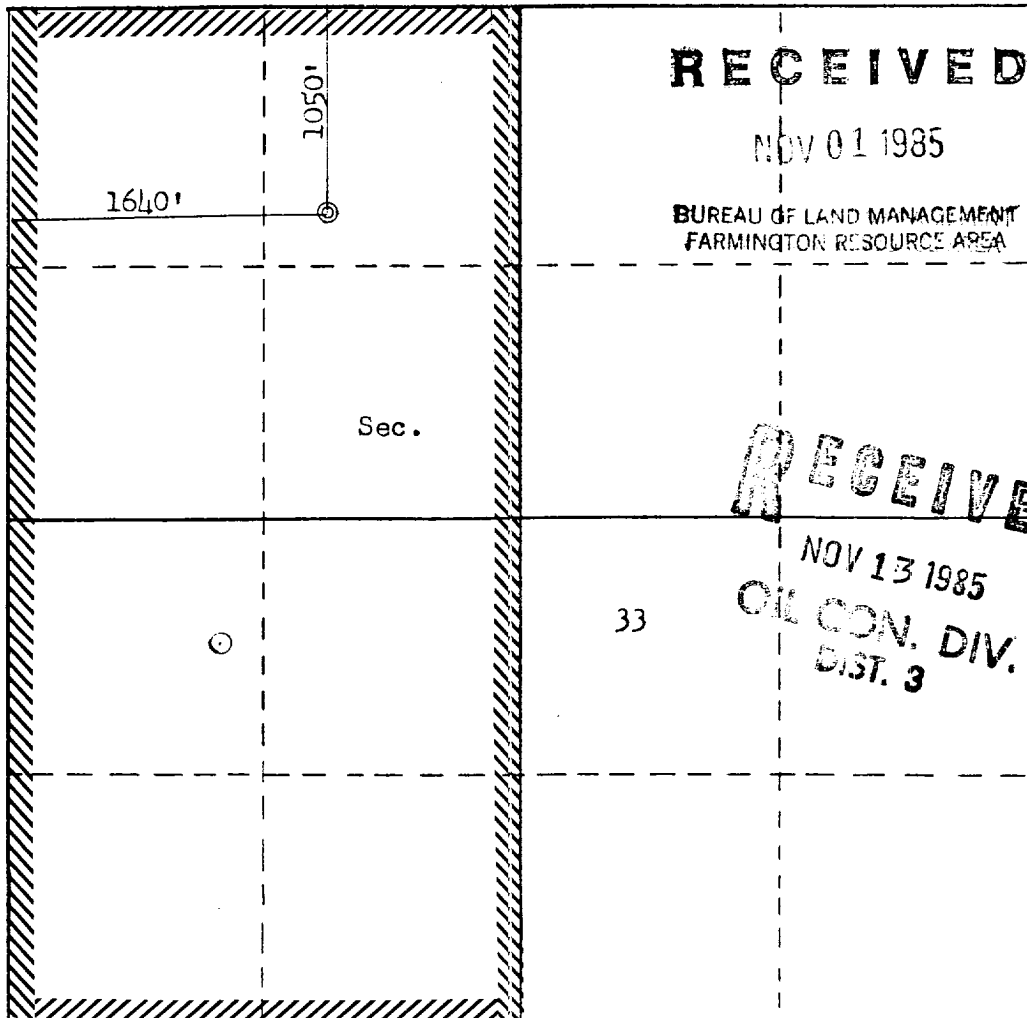 RECEIVED
NOV 01 1985
BUREAU OF LAND MANAGEMENT
FARMINGTON RESOURCE AREA
1050'
1640'
Sec.
RECEIVE
NOV 13 1985
OIL CON. DIV.
DIST. 3
33